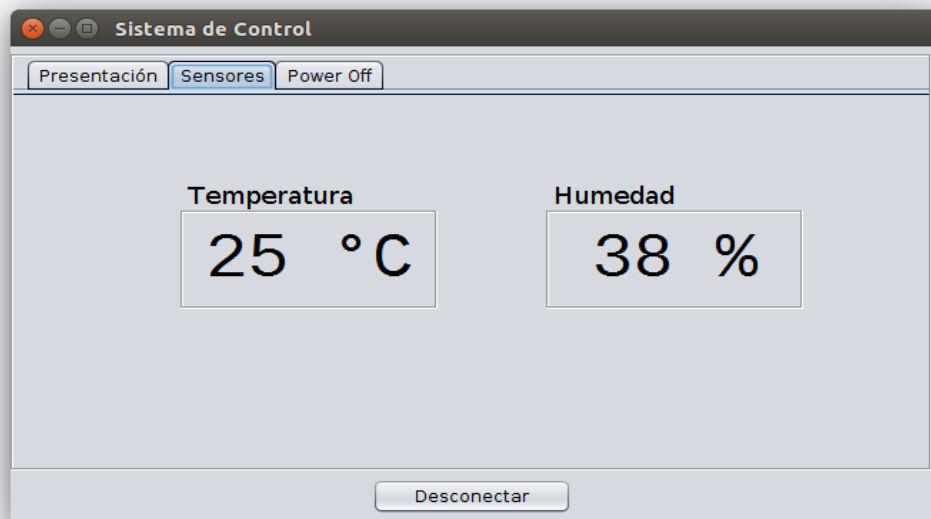 Sistema de Control
Presentación Sensores Power Off
Temperatura Humedad
25 °C 38 %
Desconectar